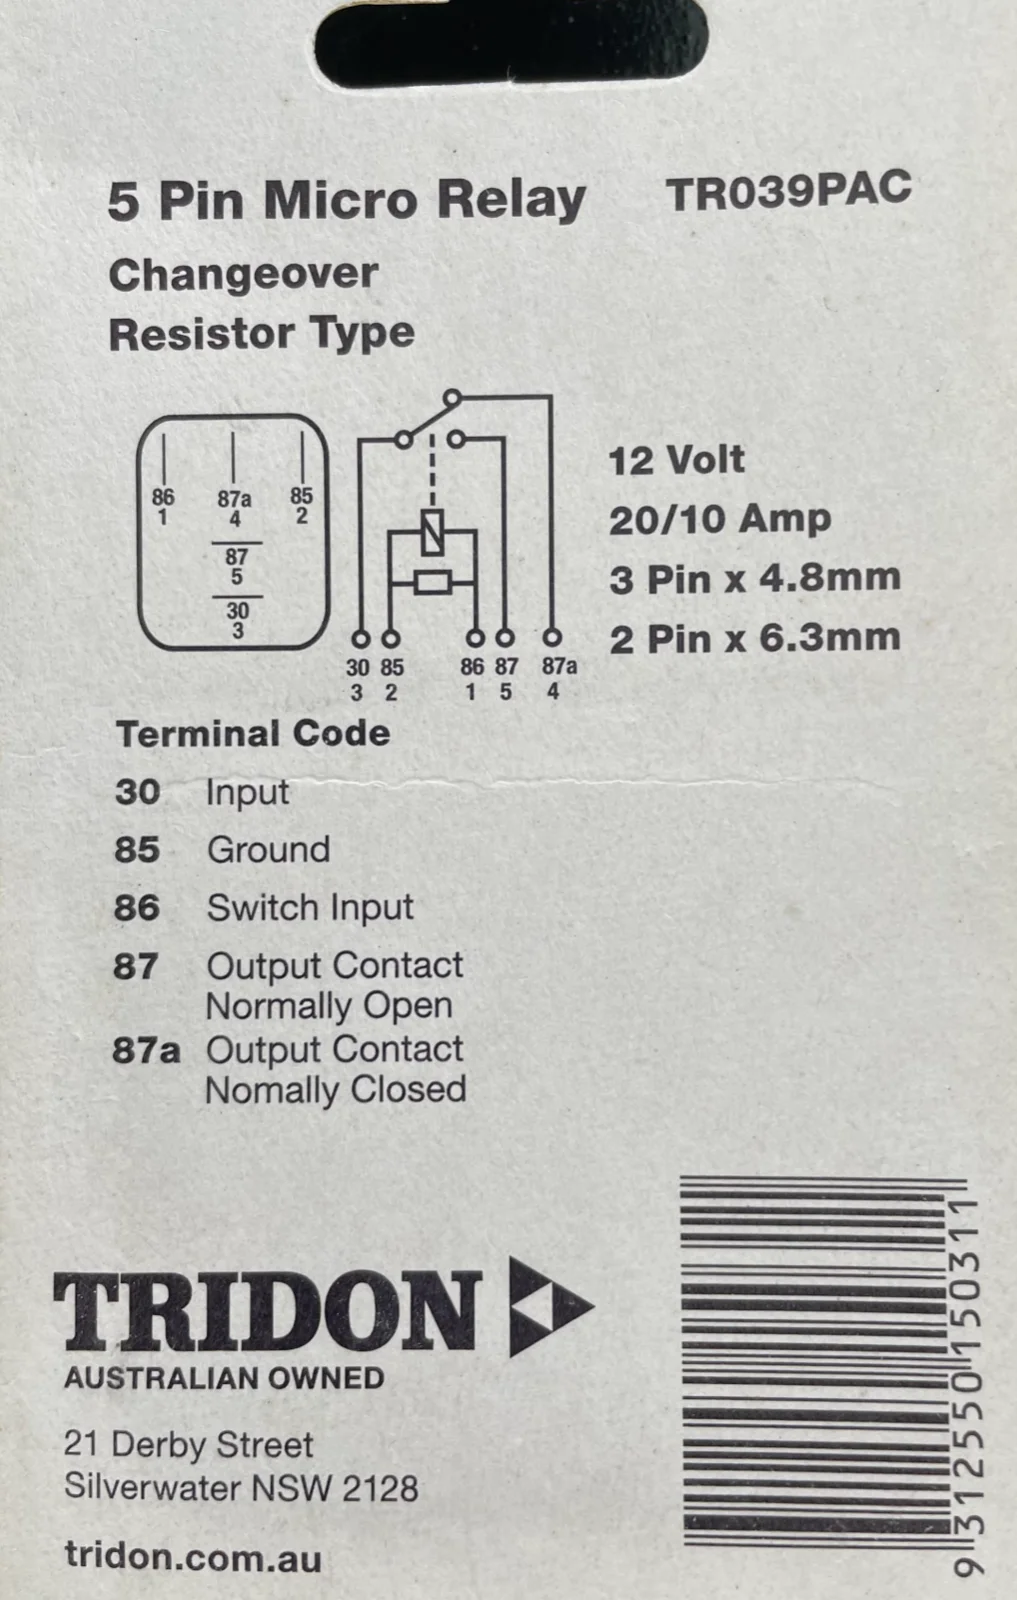 5 Pin Micro Relay TR039PAC
Changeover
Resistor Type
86 87a 85
1 4 2
87
5
30
3
12 Volt
20/10 Amp
3 Pin x 4.8mm
2 Pin x 6.3mm
30 85 86 87 87a
3 2 1 5 4
Terminal Code
30 Input
85 Ground
86 Switch Input
87 Output Contact
Normally Open
87a Output Contact
Nomally Closed
TRIDON
AUSTRALIAN OWNED
21 Derby Street
Silverwater NSW 2128
tridon.com.au
9 312550 150311